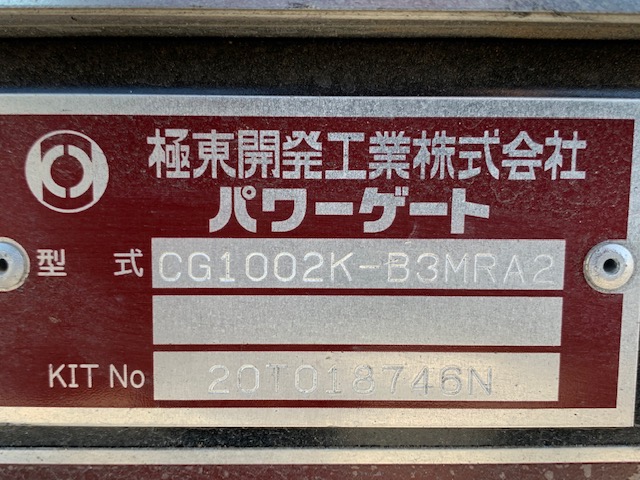 極東開発工業株式会社
パワーゲート
型式 CG1002K-B3MRA2
KIT No 20T018746N